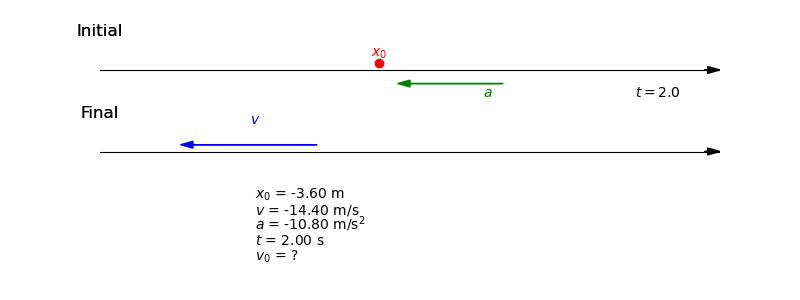 Initial
x₀
a
t = 2.0
Final
v
x₀ = -3.60 m
v = -14.40 m/s
a = -10.80 m/s²
t = 2.00 s
v₀ = ?